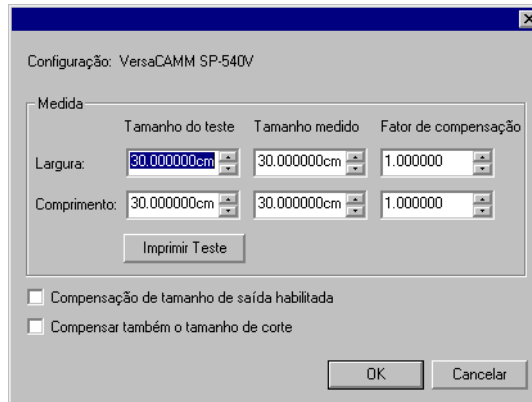 Configuração: VersaCAMM SP-540V
Medida
Tamanho do teste Tamanho medido Fator de compensação
Largura: 30.000000cm 30.000000cm 1.000000
Comprimento: 30.000000cm 30.000000cm 1.000000
Imprimir Teste
Compensação de tamanho de saída habilitada
Compensar também o tamanho de corte
OK Cancelar